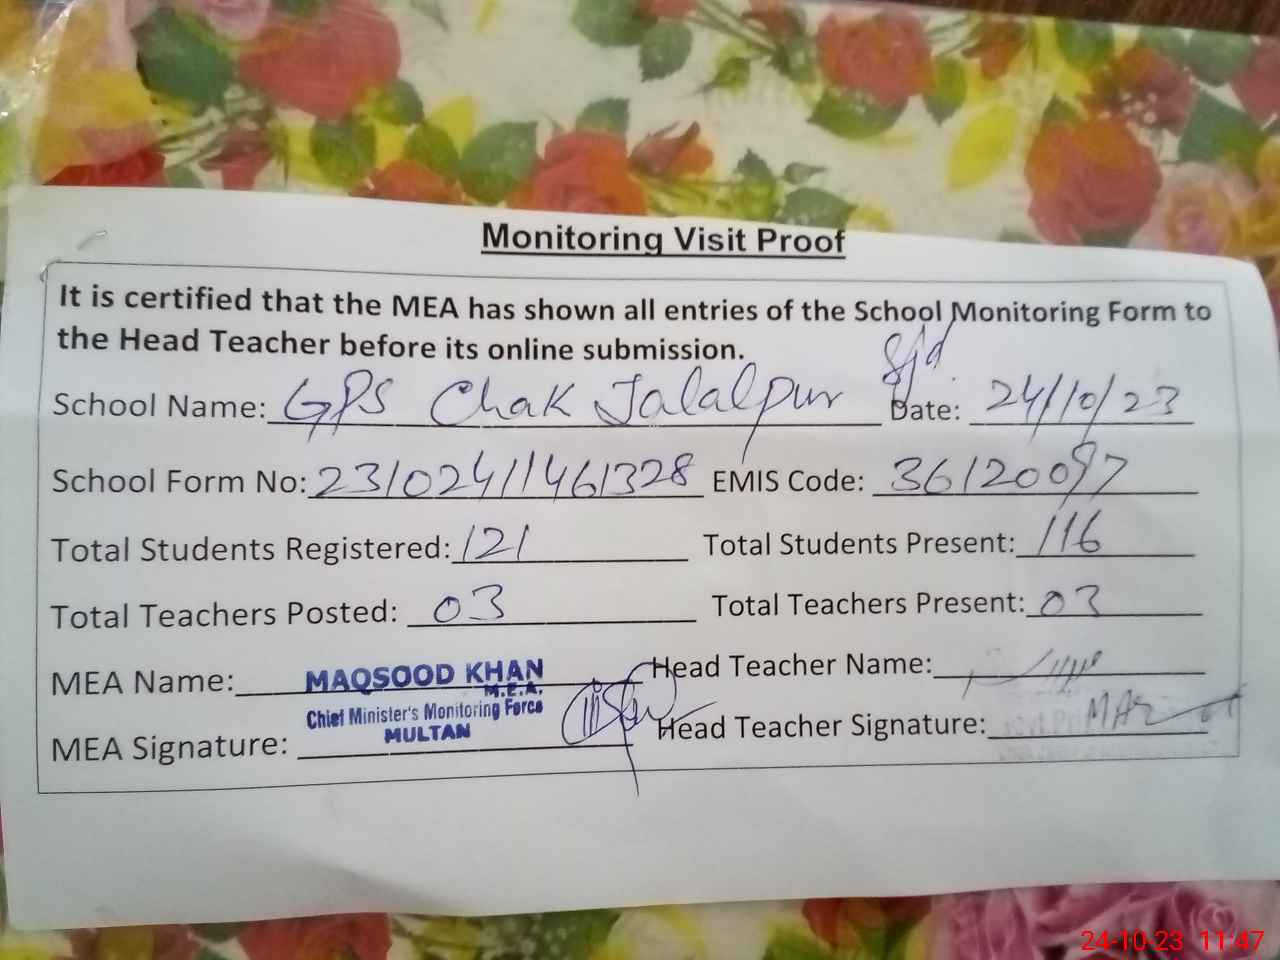 Monitoring Visit Proof
It is certified that the MEA has shown all entries of the School Monitoring Form to
the Head Teacher before its online submission.
School Name: GPS Chak Jalalpur Date: 24/10/23
School Form No: 23102411461328 EMIS Code: 36120097
Total Students Registered: 121 Total Students Present: 116
Total Teachers Posted: 03 Total Teachers Present: 03
MEA Name: MAQSOOD KHAN Head Teacher Name:
M.E.A.
Chief Minister's Monitoring Force
MULTAN
MEA Signature: Head Teacher Signature:
24-10-23 11:47